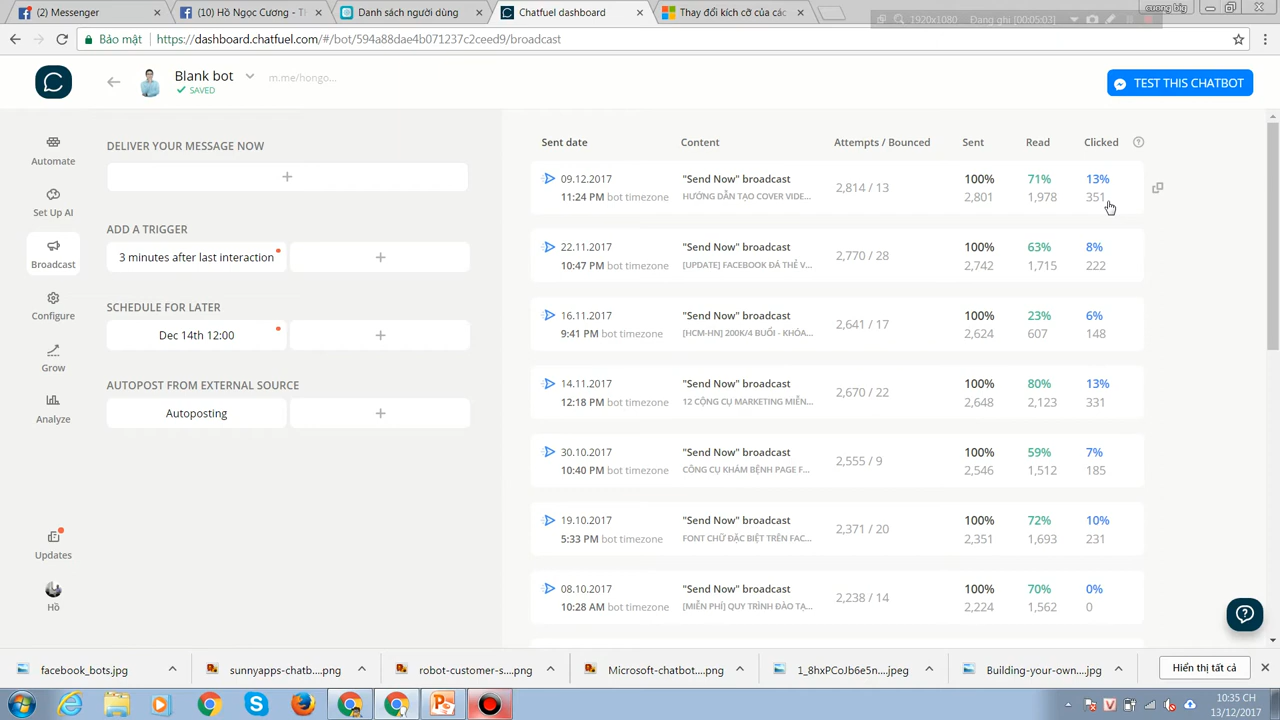 (2) Messenger
(10) Hồ Ngọc Cương - Th
Danh sách người dùng
Chatfuel dashboard
Thay đổi kích cỡ của các
1920x1080 Đang ghi [00:05:03]
cuong big
Bảo mật
https://dashboard.chatfuel.com/#/bot/594a88dae4b071237c2ceed9/broadcast
Blank bot
m.me/hongo...
SAVED
TEST THIS CHATBOT
Automate
Set Up AI
Broadcast
Configure
Grow
Analyze
Updates
Hồ
DELIVER YOUR MESSAGE NOW
ADD A TRIGGER
3 minutes after last interaction
SCHEDULE FOR LATER
Dec 14th 12:00
AUTOPOST FROM EXTERNAL SOURCE
Autoposting
Sent date Content Attempts / Bounced Sent Read Clicked
09.12.2017 "Send Now" broadcast 2,814 / 13 100% 71% 13%
11:24 PM bot timezone HƯỚNG DẪN TẠO COVER VIDE... 2,801 1,978 351
22.11.2017 "Send Now" broadcast 2,770 / 28 100% 63% 8%
10:47 PM bot timezone [UPDATE] FACEBOOK ĐÃ THỂ V... 2,742 1,715 222
16.11.2017 "Send Now" broadcast 2,641 / 17 100% 23% 6%
9:41 PM bot timezone [HCM-HN] 200K/4 BUỔI - KHÓA... 2,624 607 148
14.11.2017 "Send Now" broadcast 2,670 / 22 100% 80% 13%
12:18 PM bot timezone 12 CÔNG CỤ MARKETING MIỄN... 2,648 2,123 331
30.10.2017 "Send Now" broadcast 2,555 / 9 100% 59% 7%
10:40 PM bot timezone CÔNG CỤ KHÁM BỆNH PAGE F... 2,546 1,512 185
19.10.2017 "Send Now" broadcast 2,371 / 20 100% 72% 10%
5:33 PM bot timezone FONT CHỮ ĐẶC BIỆT TRÊN FAC... 2,351 1,693 231
08.10.2017 "Send Now" broadcast 2,238 / 14 100% 70% 0%
10:28 AM bot timezone [MIỄN PHÍ] QUY TRÌNH ĐÀO TẠ... 2,224 1,562 0
facebook_bots.jpg
sunnyapps-chatb....png
robot-customer-s....png
Microsoft-chatbot....png
1_8hxPCoJb6e5n....jpeg
Building-your-own....jpg
Hiển thị tất cả
10:35 CH
13/12/2017